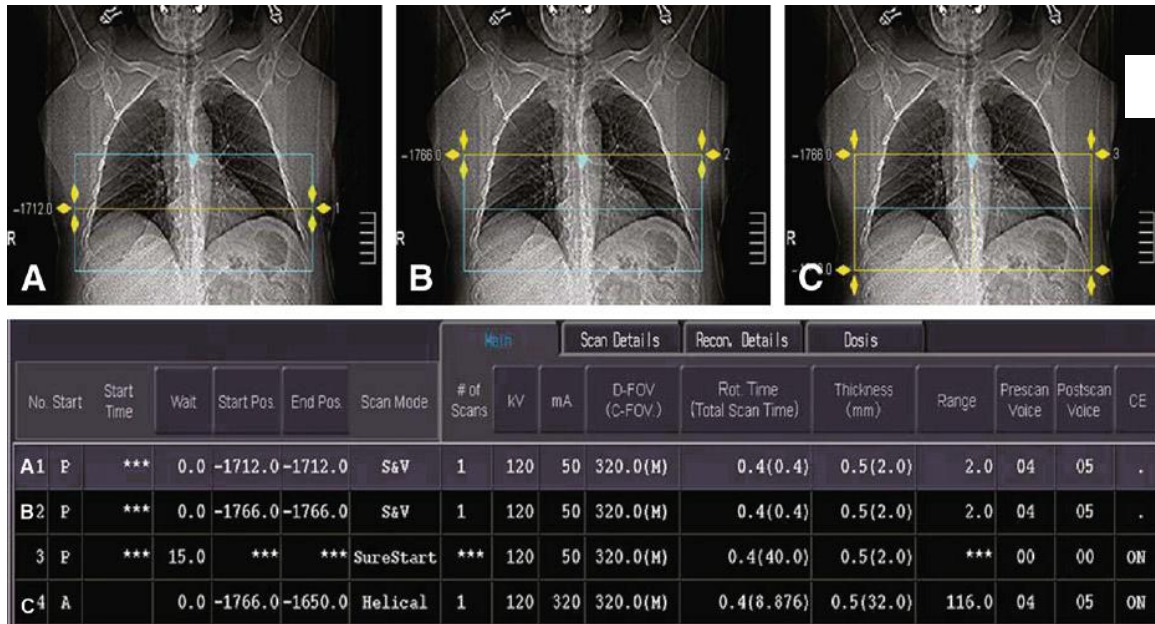 -1712.0 1
R
A
-1766.0 2
R
B
-1766.0 3
R
C
Main Scan Details Recon. Details Dosis
No. Start Start Time Wait Start Pos. End Pos. Scan Mode # of Scans kV mA D-FOV (C-FOV.) Rot. Time (Total Scan Time) Thickness (mm) Range Prescan Voice Postscan Voice CE
A 1 P *** 0.0 -1712.0 -1712.0 S&V 1 120 50 320.0(M) 0.4(0.4) 0.5(2.0) 2.0 04 05 .
B 2 P *** 0.0 -1766.0 -1766.0 S&V 1 120 50 320.0(M) 0.4(0.4) 0.5(2.0) 2.0 04 05 .
3 P *** 15.0 *** *** SureStart *** 120 50 320.0(M) 0.4(40.0) 0.5(2.0) *** 00 00 ON
C 4 A 0.0 -1766.0 -1650.0 Helical 1 120 320 320.0(M) 0.4(8.876) 0.5(32.0) 116.0 04 05 ON